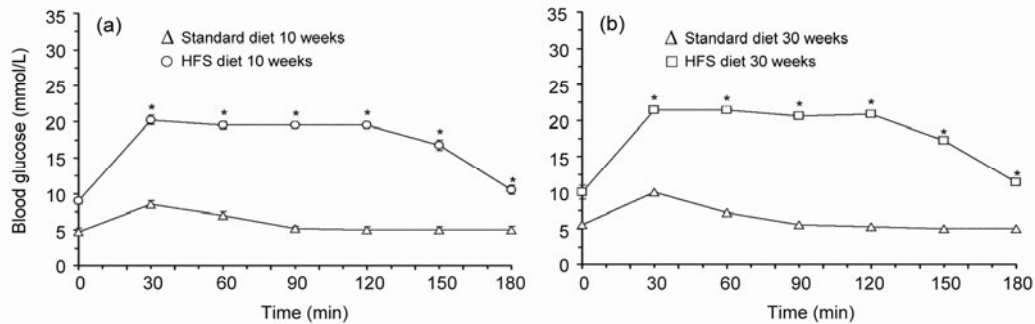 (a)
Standard diet 10 weeks
HFS diet 10 weeks
Blood glucose (mmol/L)
35
30
25
20
15
10
5
0
* * * * * *
0 30 60 90 120 150 180
Time (min)
(b)
Standard diet 30 weeks
HFS diet 30 weeks
35
30
25
20
15
10
5
0
* * * * * *
0 30 60 90 120 150 180
Time (min)